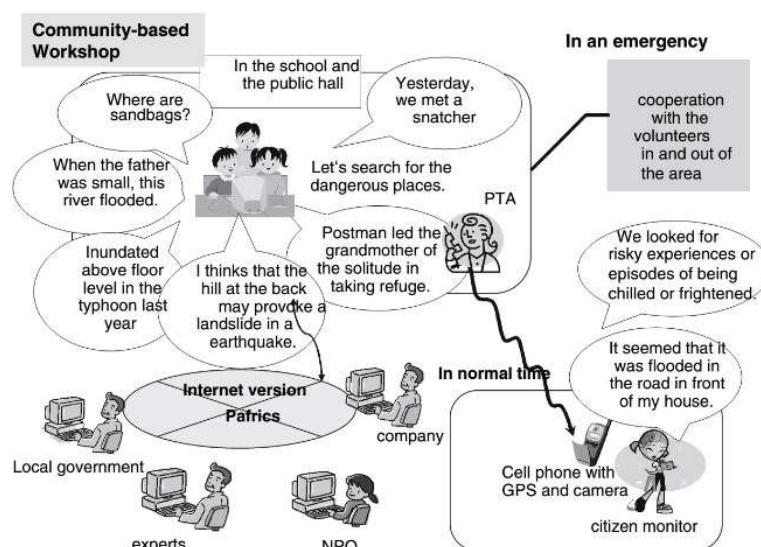 Community-based
Workshop
In the school and
the public hall
In an emergency
Where are
sandbags?
Yesterday,
we met a
snatcher
cooperation
with the
volunteers
in and out of
the area
When the father
was small, this
river flooded.
Let's search for the
dangerous places.
PTA
Inundated
above floor
level in the
typhoon last
year
I thinks that the
hill at the back
may provoke a
landslide in a
earthquake.
Postman led the
grandmother of
the solitude in
taking refuge.
We looked for
risky experiences or
episodes of being
chilled or frightened.
It seemed that it
was flooded in
the road in front
of my house.
In normal time
Internet version
Pafrics
company
Local government
experts
NPO
Cell phone with
GPS and camera
citizen monitor